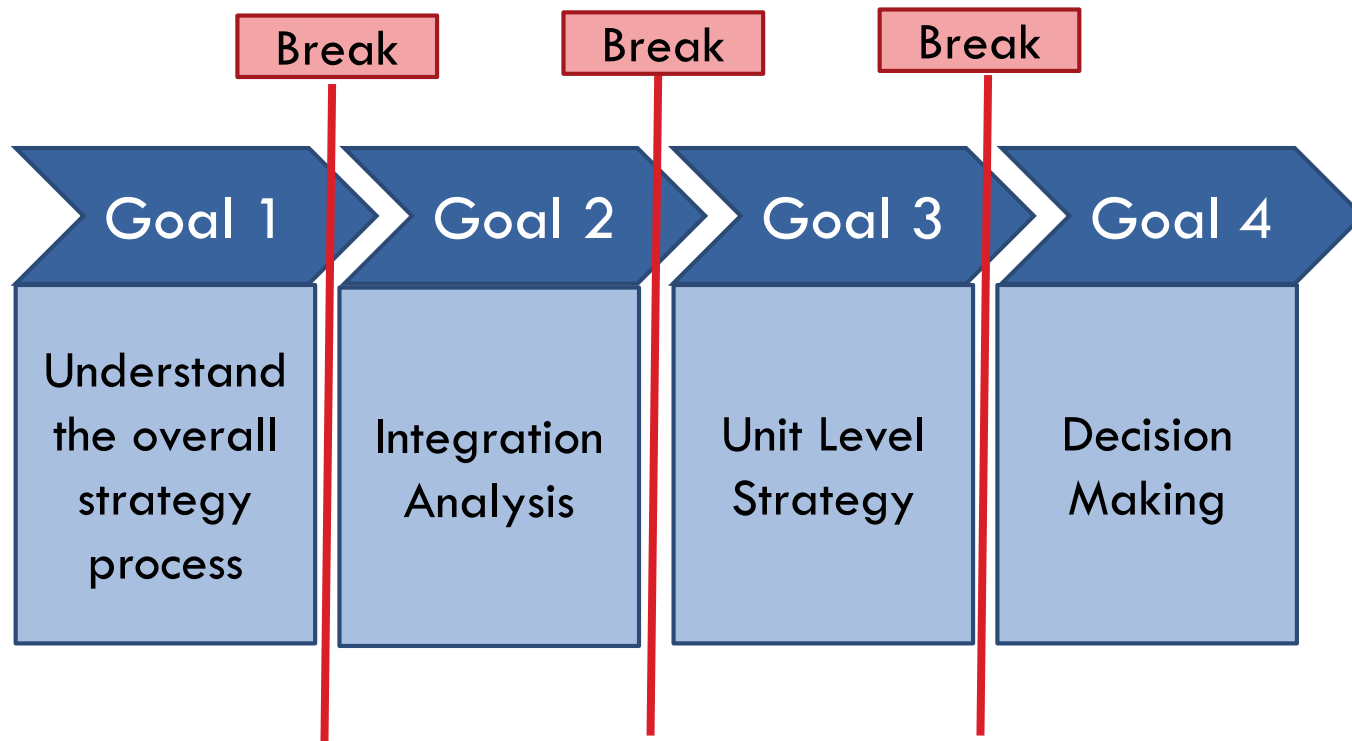 Break
Break
Break
Goal 1
Goal 2
Goal 3
Goal 4
Understand
the overall
strategy
process
Integration
Analysis
Unit Level
Strategy
Decision
Making